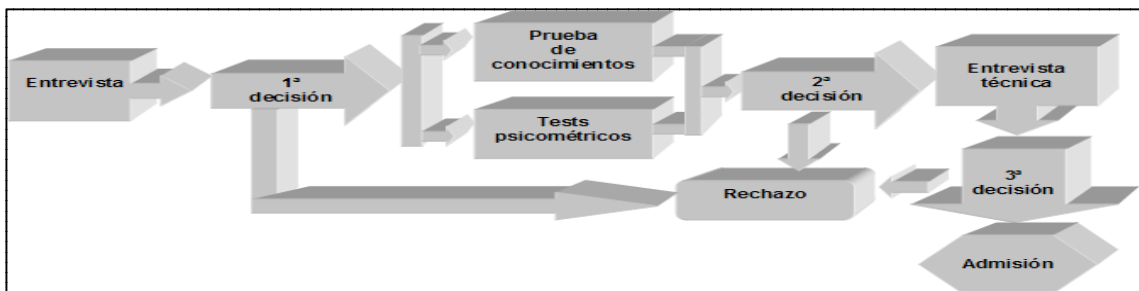 Entrevista
1ª
decisión
Prueba
de
conocimientos
Tests
psicométricos
2ª
decisión
Entrevista
técnica
Rechazo
3ª
decisión
Admisión